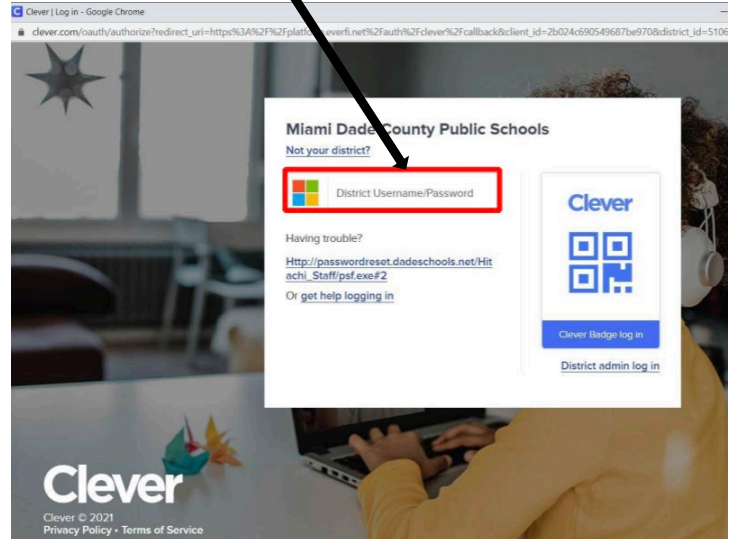 Clever | Log in - Google Chrome
clever.com/oauth/authorize?redirect_uri=https%3A%2F%2Fplatform.everfi.net%2Fauth%2Fclever%2Fcallback&client_id=2b024c690549687be970&district_id=5106
Miami Dade County Public Schools
Not your district?
District Username/Password
Having trouble?
Http://passwordreset.dadeschools.net/Hit
achi_Staff/psf.exe#2
Or get help logging in
Clever
Clever Badge log in
District admin log in
Clever
Clever © 2021
Privacy Policy • Terms of Service